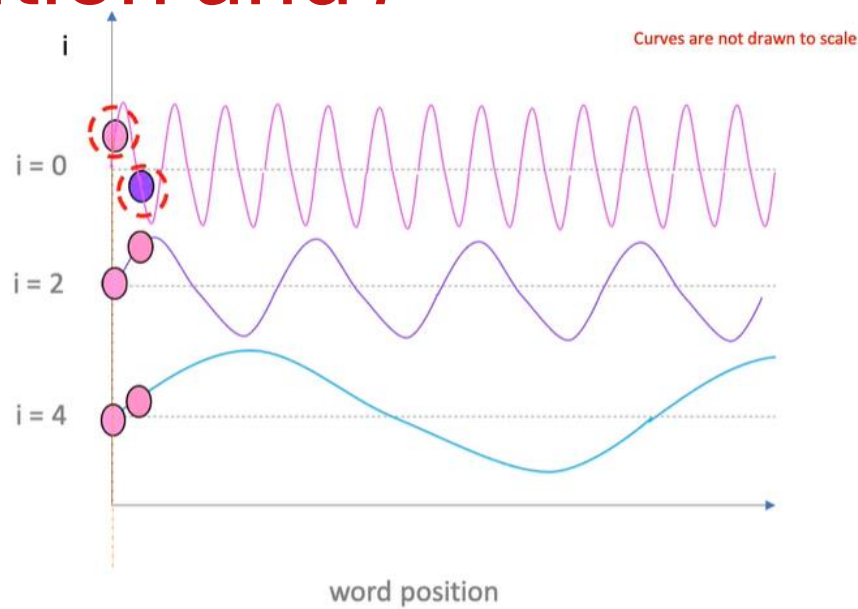 i
Curves are not drawn to scale
i = 0
i = 2
i = 4
word position